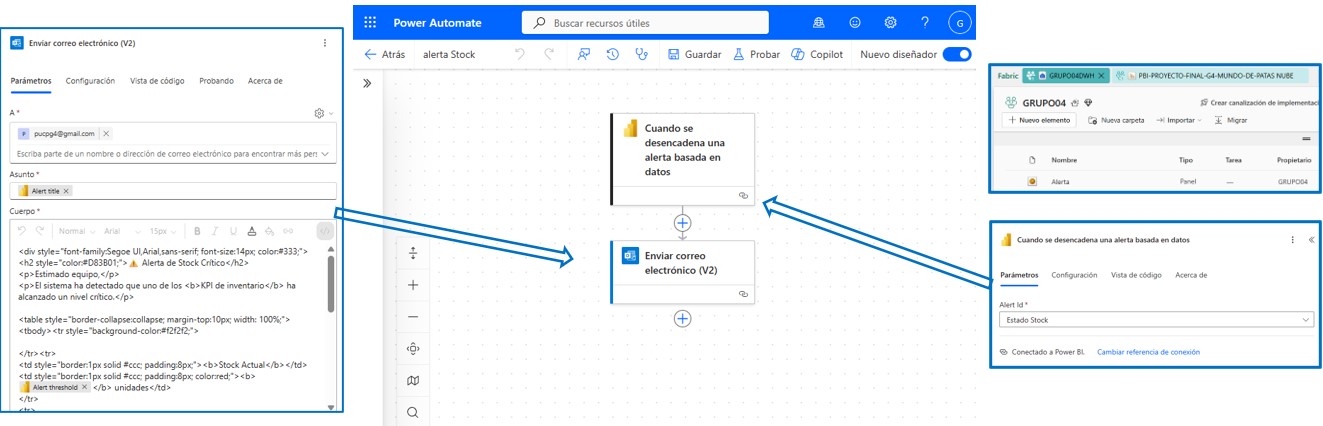 Enviar correo electrónico (V2)
Parámetros Configuración Vista de código Probando Acerca de
A *
P pucpg4@gmail.com ×
Escriba parte de un nombre o dirección de correo electrónico para encontrar más pers
Asunto *
Alert title ×
Cuerpo *
Normal Arial 15px B I U A </>
<div style="font-family:Segoe UI,Arial,sans-serif; font-size:14px; color:#333;">
<h2 style="color:#D83B01;">⚠ Alerta de Stock Crítico</h2>
<p>Estimado equipo,</p>
<p>El sistema ha detectado que uno de los <b>KPI de inventario</b> ha
alcanzado un nivel crítico.</p>
<table style="border-collapse:collapse; margin-top:10px; width: 100%;">
<tbody><tr style="background-color:#f2f2f2;">
</tr><tr>
<td style="border:1px solid #ccc; padding:8px;"><b>Stock Actual</b></td>
<td style="border:1px solid #ccc; padding:8px; color:red;"><b>
Alert threshold × </b> unidades</td>
</tr>
<tr>
Power Automate
Buscar recursos útiles
? G
Atrás alerta Stock Guardar Probar Copilot Nuevo diseñador
Cuando se
desencadena una
alerta basada en
datos
Enviar correo
electrónico (V2)
Fabric GRUPO04DWH × PBI-PROYECTO-FINAL-G4-MUNDO-DE-PATAS NUBE
GRUPO04 Crear canalización de implementaci
+ Nuevo elemento Nueva carpeta Importar Migrar
Nombre Tipo Tarea Propietario
Alerta Panel — GRUPO04
Cuando se desencadena una alerta basada en datos
Parámetros Configuración Vista de código Acerca de
Alert Id *
Estado Stock
Conectado a Power BI. Cambiar referencia de conexión